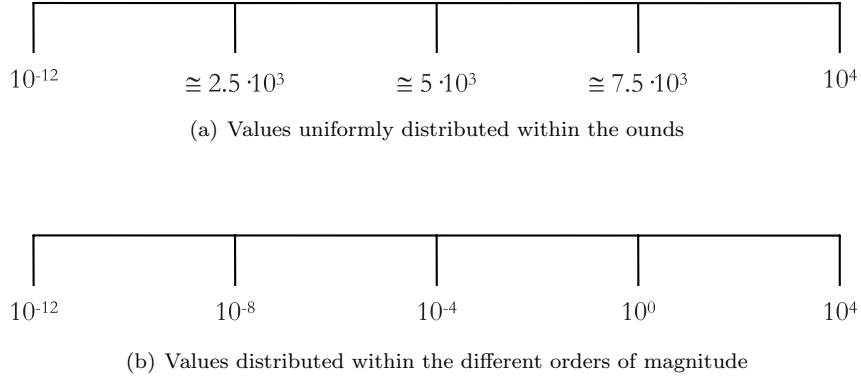 10⁻¹² ≅ 2.5·10³ ≅ 5·10³ ≅ 7.5·10³ 10⁴
(a) Values uniformly distributed within the ounds
10⁻¹² 10⁻⁸ 10⁻⁴ 10⁰ 10⁴
(b) Values distributed within the different orders of magnitude